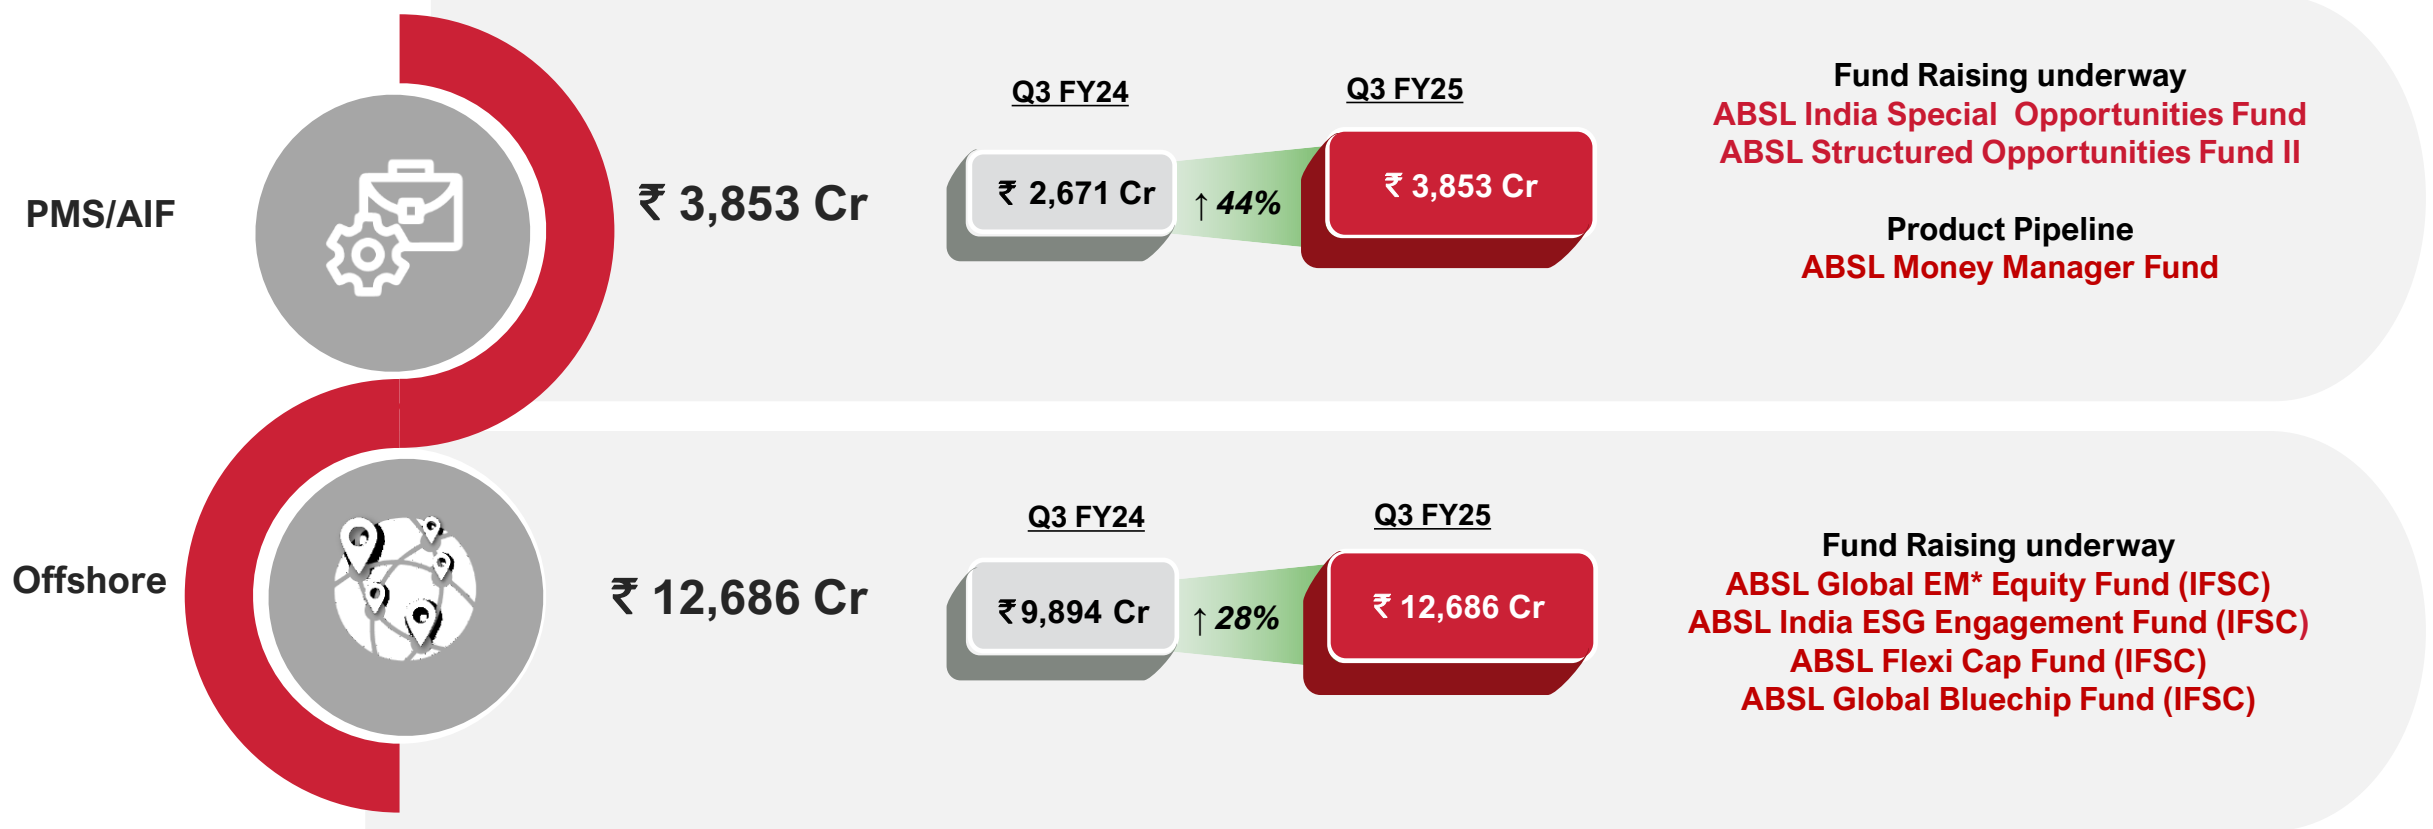 PMS/AIF
₹ 3,853 Cr
Q3 FY24
₹ 2,671 Cr
↑ 44%
Q3 FY25
₹ 3,853 Cr
Fund Raising underway
ABSL India Special  Opportunities Fund
ABSL Structured Opportunities Fund II
Product Pipeline
ABSL Money Manager Fund
Offshore
₹ 12,686 Cr
Q3 FY24
₹ 9,894 Cr
↑ 28%
Q3 FY25
₹ 12,686 Cr
Fund Raising underway
ABSL Global EM* Equity Fund (IFSC)
ABSL India ESG Engagement Fund (IFSC)
ABSL Flexi Cap Fund (IFSC)
ABSL Global Bluechip Fund (IFSC)